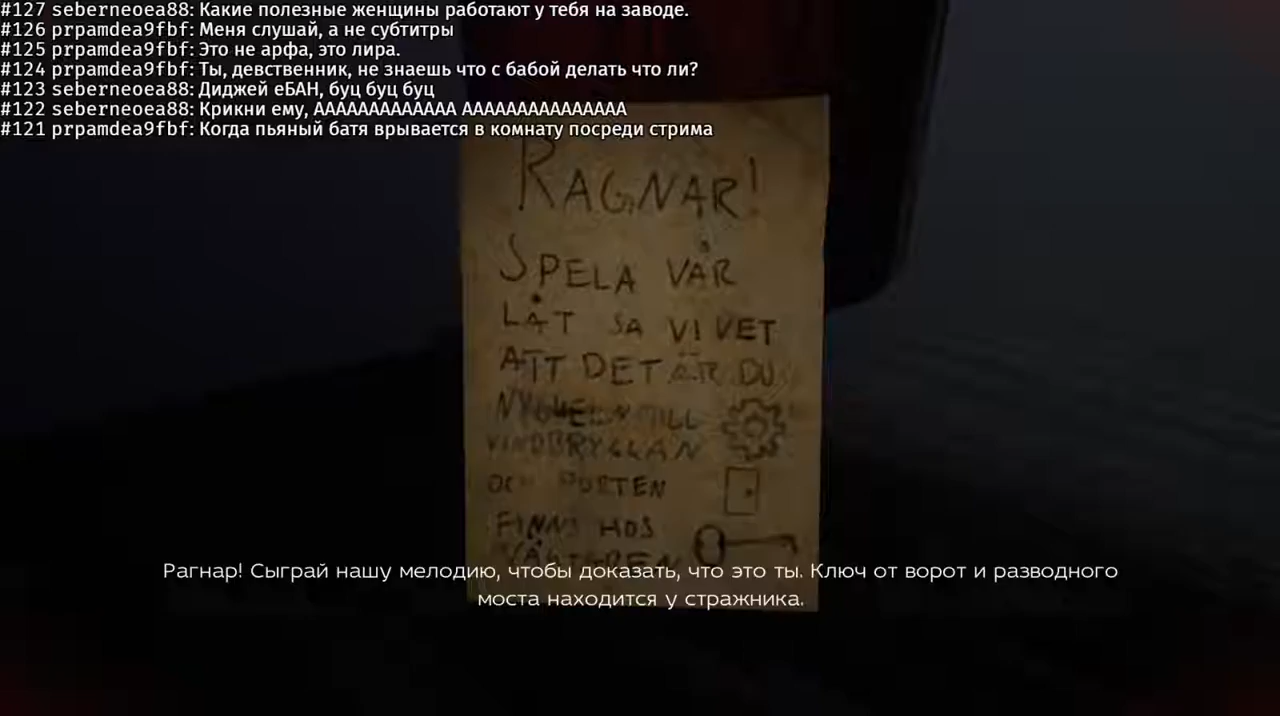 #127 seberneoea88: Какие полезные женщины работают у тебя на заводе.
#126 prpamdea9fbf: Меня слушай, а не субтитры
#125 prpamdea9fbf: Это не арфа, это лира.
#124 prpamdea9fbf: Ты, девственник, не знаешь что с бабой делать что ли?
#123 seberneoea88: Диджей еБАН, буц буц буц
#122 seberneoea88: Крикни ему, ААААААААААААА ААААААААААААААА
#121 prpamdea9fbf: Когда пьяный батя врывается в комнату посреди стрима
RAGNAR!
SPELA VÅR
LÅT SA VI VET
ATT DET ÄR DU
TILL
VINDBRYGGAN
OCH PORTEN
FINNS HOS
Рагнар! Сыграй нашу мелодию, чтобы доказать, что это ты. Ключ от ворот и разводного
моста находится у стражника.